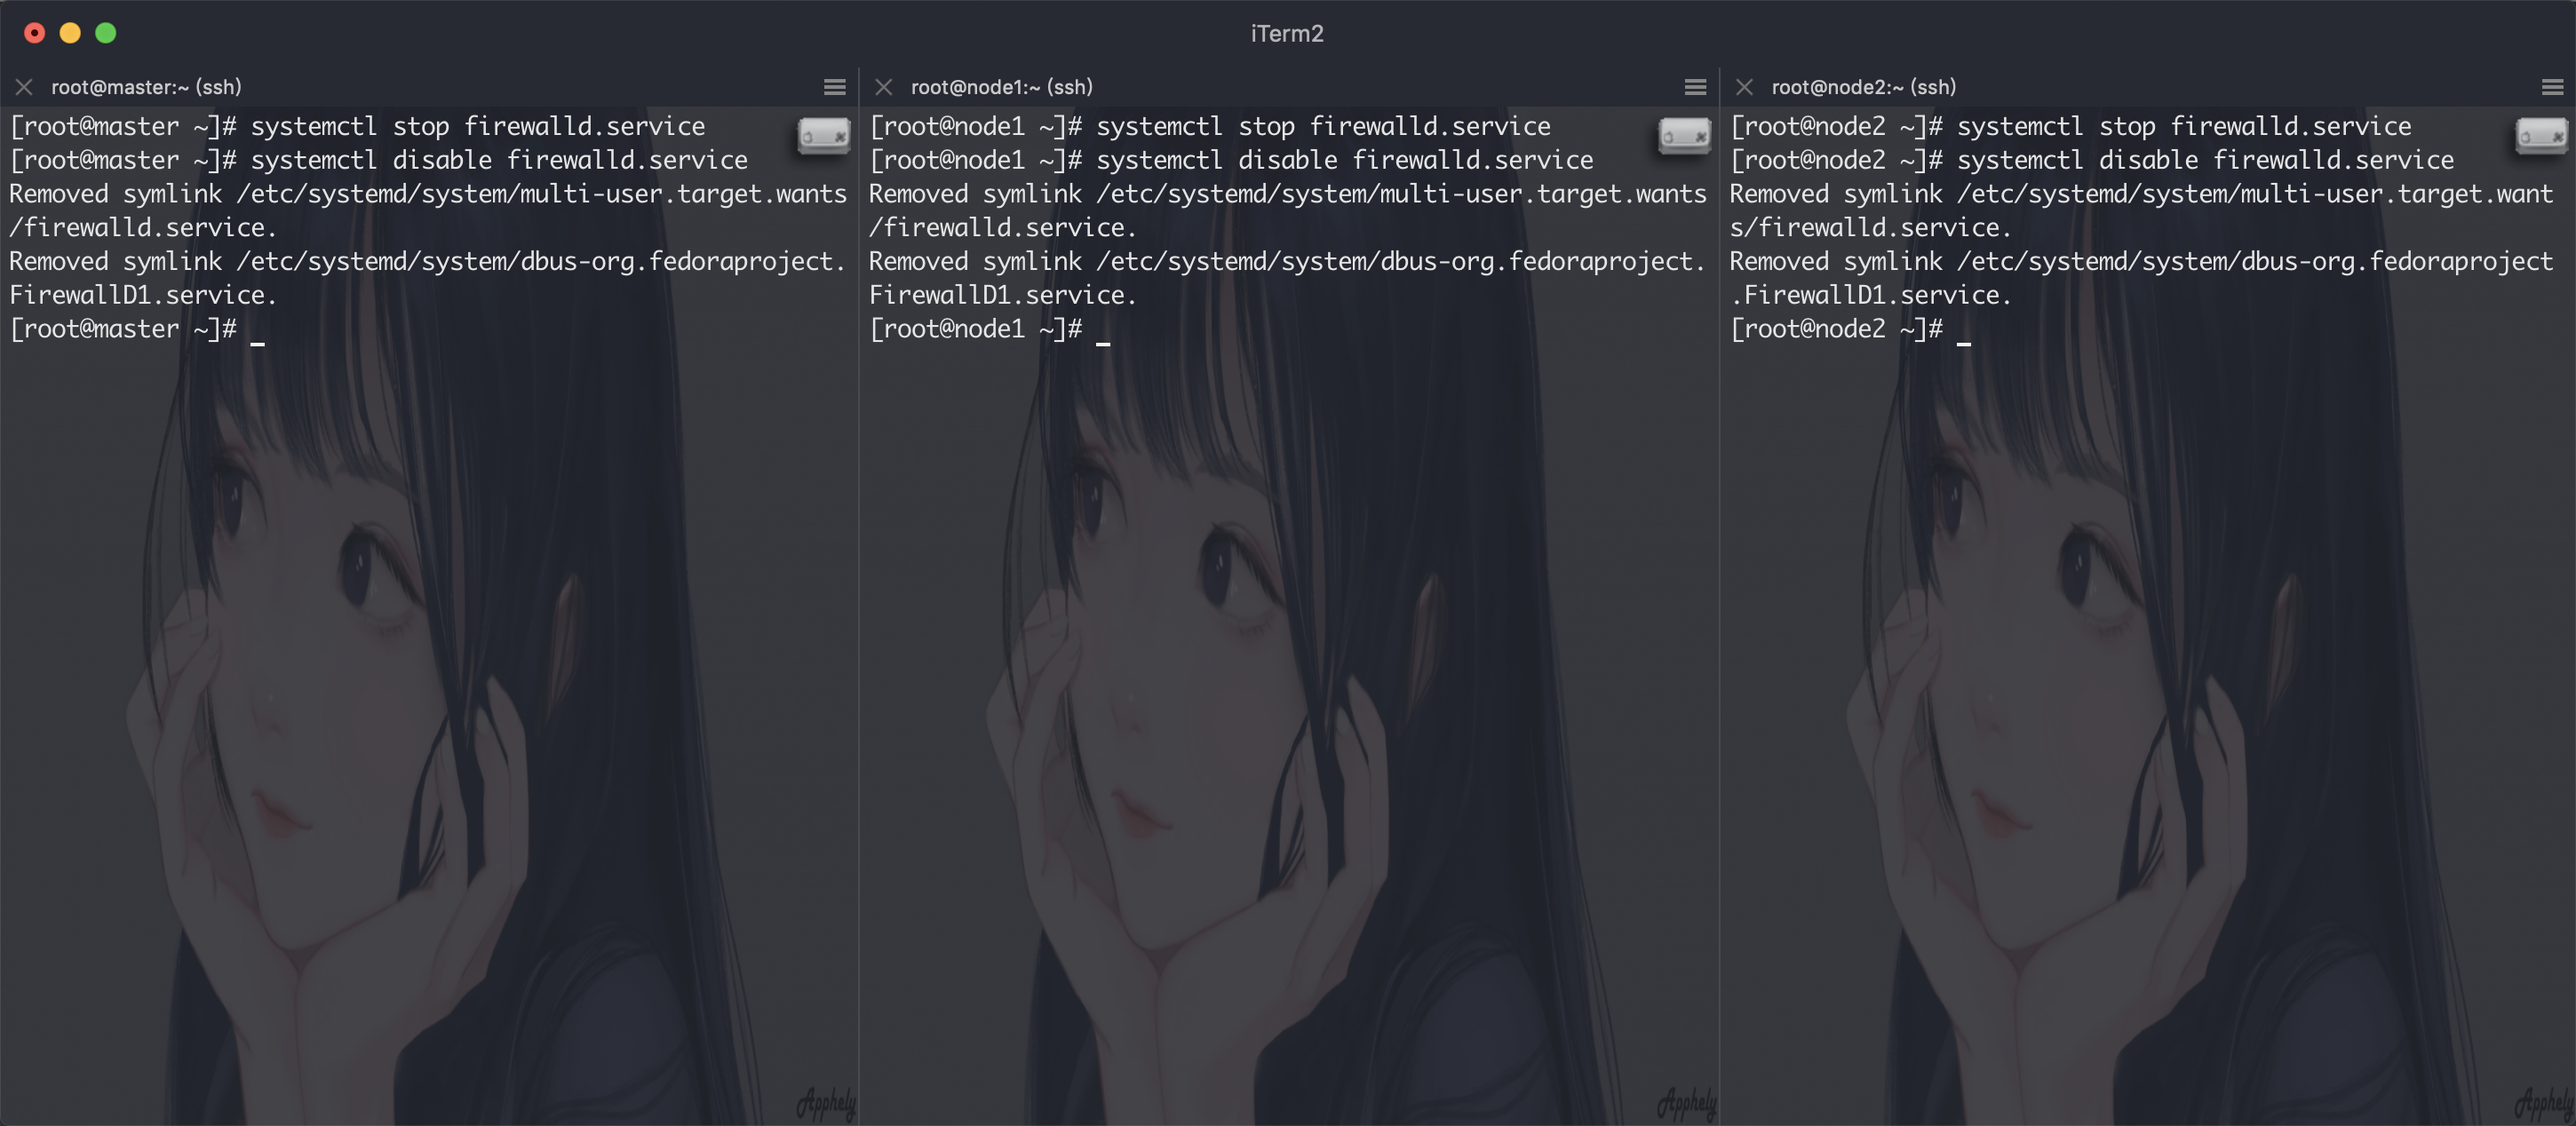 iTerm2
root@master:~ (ssh)
[root@master ~]# systemctl stop firewalld.service
[root@master ~]# systemctl disable firewalld.service
Removed symlink /etc/systemd/system/multi-user.target.wants
/firewalld.service.
Removed symlink /etc/systemd/system/dbus-org.fedoraproject.
FirewallD1.service.
[root@master ~]# _
Apphely
root@node1:~ (ssh)
[root@node1 ~]# systemctl stop firewalld.service
[root@node1 ~]# systemctl disable firewalld.service
Removed symlink /etc/systemd/system/multi-user.target.wants
/firewalld.service.
Removed symlink /etc/systemd/system/dbus-org.fedoraproject.
FirewallD1.service.
[root@node1 ~]# _
Apphely
root@node2:~ (ssh)
[root@node2 ~]# systemctl stop firewalld.service
[root@node2 ~]# systemctl disable firewalld.service
Removed symlink /etc/systemd/system/multi-user.target.want
s/firewalld.service.
Removed symlink /etc/systemd/system/dbus-org.fedoraproject
.FirewallD1.service.
[root@node2 ~]# _
Apphely